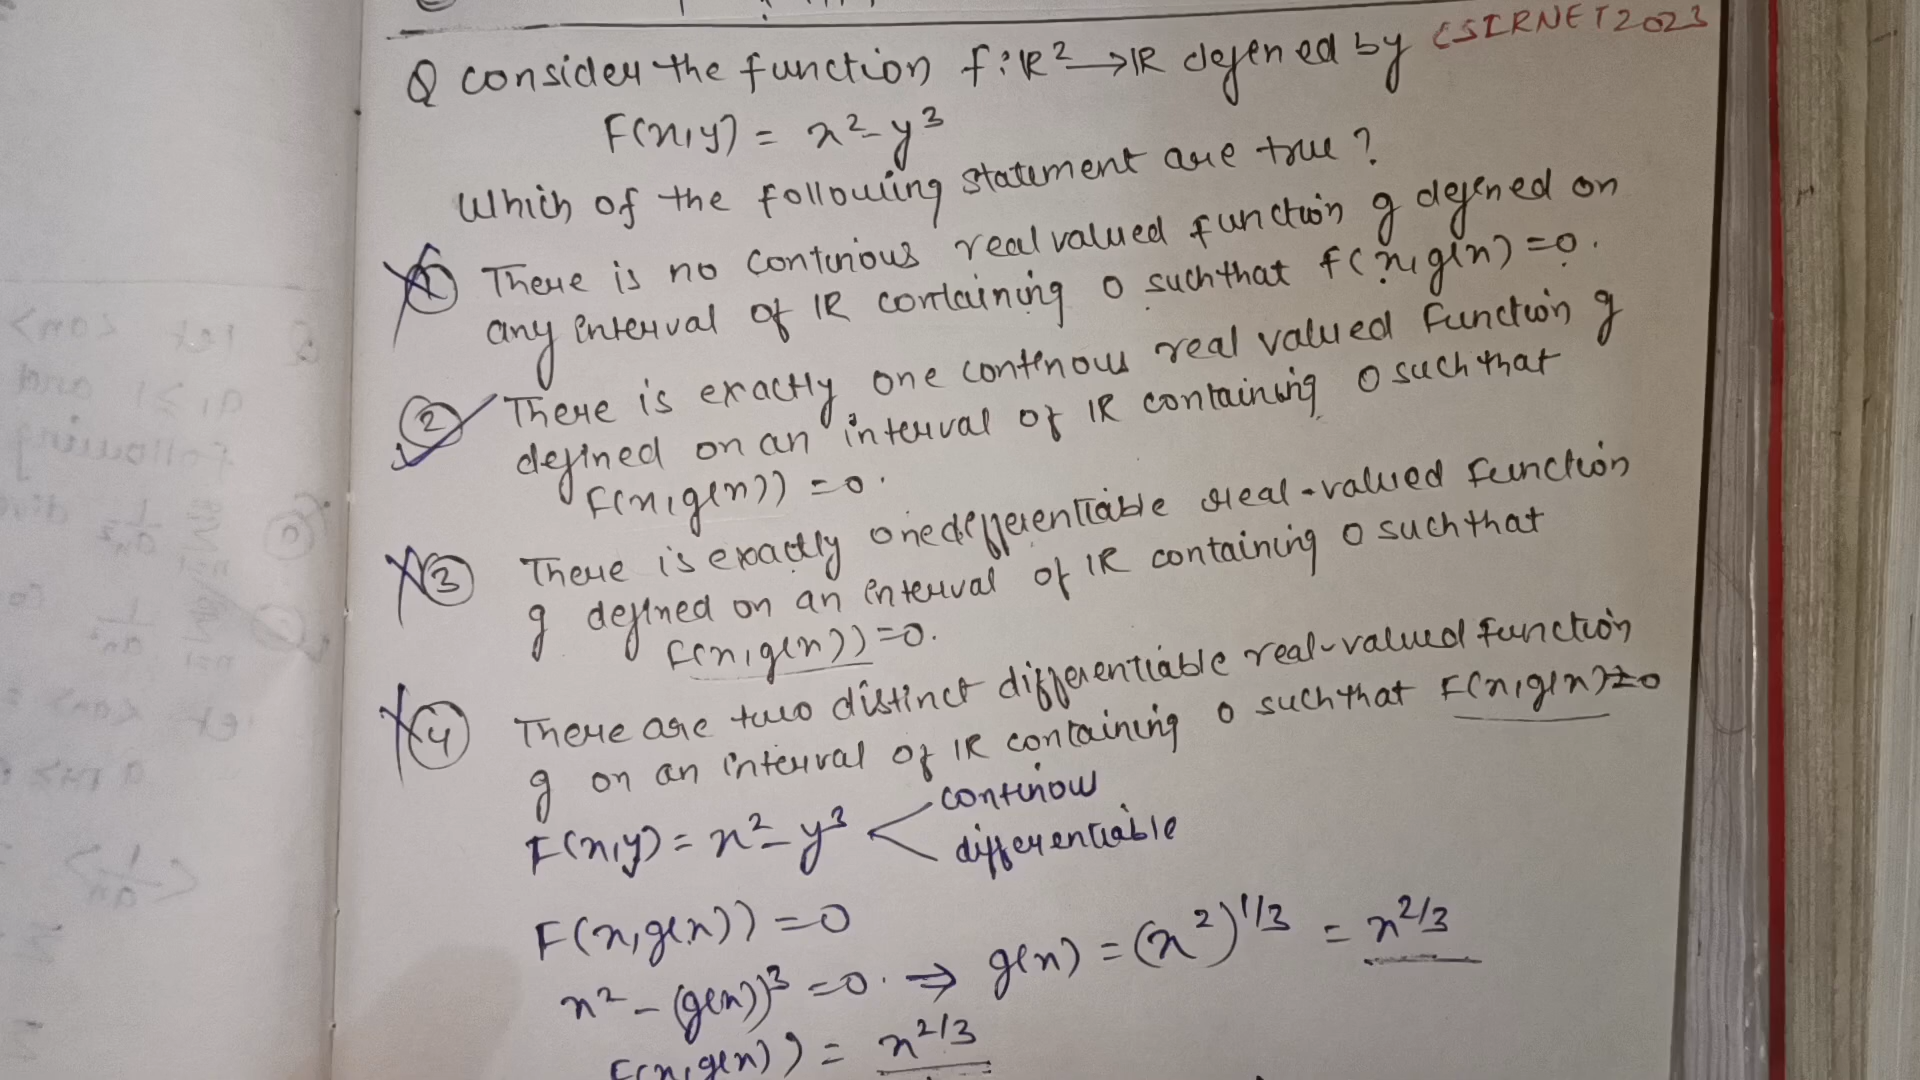 Q consider the function f: ℝ² → ℝ defened by CSIRNET2023
F(x,y) = x² - y³
Which of the following statement are true ?
1 There is no continious real valued function g defened on
any interval of ℝ containing 0 such that f(x, g(x) = 0.
2 There is exactly one continous real valued Function g
defined on an interval of ℝ containing 0 such that
F(x, g(x)) = 0.
3 There is exactly one differentiable real-valued function
g defined on an interval of ℝ containing 0 such that
F(x, g(x)) = 0.
4 There are two distinct differentiable real-valued function
g on an interval of ℝ containing 0 such that F(x, g(x) = 0
F(x,y) = x² - y³ < continous
differentiable
F(x, g(x)) = 0
x² - (g(x))³ = 0. ⇒ g(x) = (x²)^1/3 = x^2/3
F(x, g(x)) = x^2/3